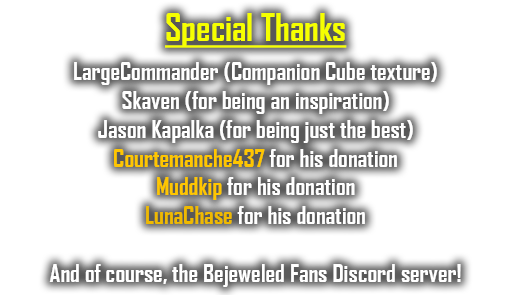 Special Thanks
LargeCommander (Companion Cube texture)
Skaven (for being an inspiration)
Jason Kapalka (for being just the best)
Courtemanche437 for his donation
Muddkip for his donation
LunaChase for his donation
And of course, the Bejeweled Fans Discord server!